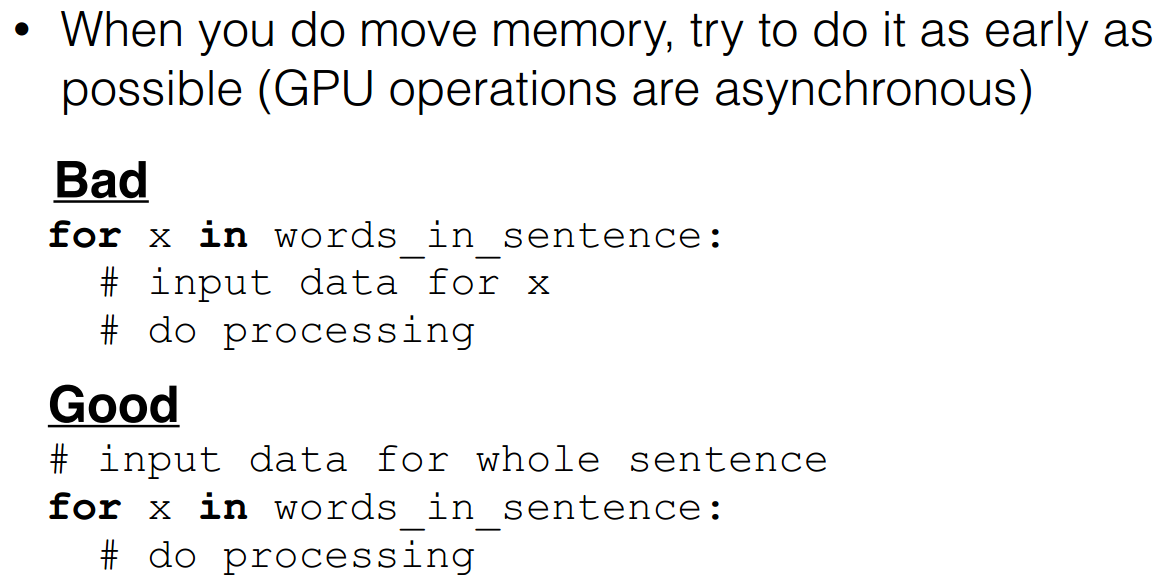 • When you do move memory, try to do it as early as
possible (GPU operations are asynchronous)
Bad
for x in words_in_sentence:
# input data for x
# do processing
Good
# input data for whole sentence
for x in words_in_sentence:
# do processing